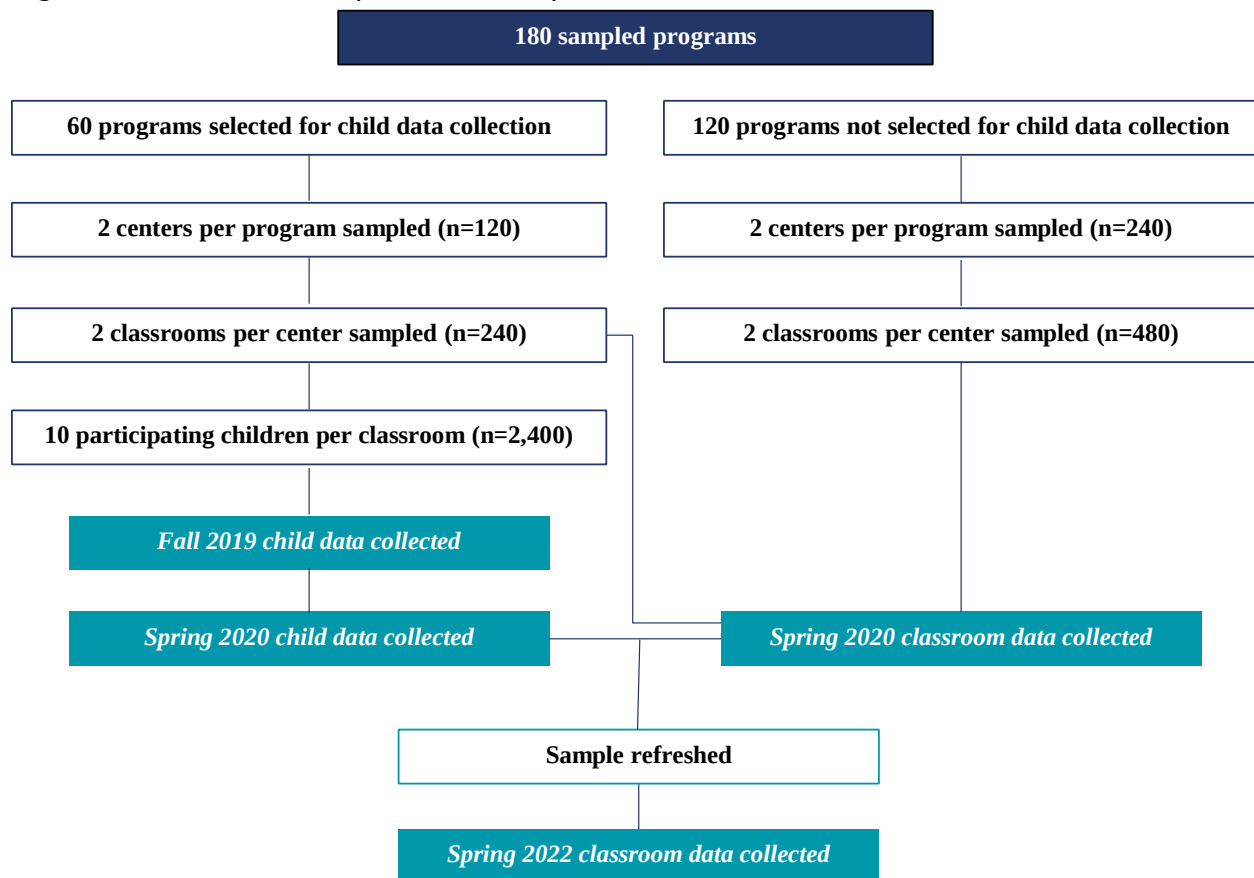 180 sampled programs
60 programs selected for child data collection
120 programs not selected for child data collection
2 centers per program sampled (n=120)
2 centers per program sampled (n=240)
2 classrooms per center sampled (n=240)
2 classrooms per center sampled (n=480)
10 participating children per classroom (n=2,400)
Fall 2019 child data collected
Spring 2020 child data collected
Spring 2020 classroom data collected
Sample refreshed
Spring 2022 classroom data collected